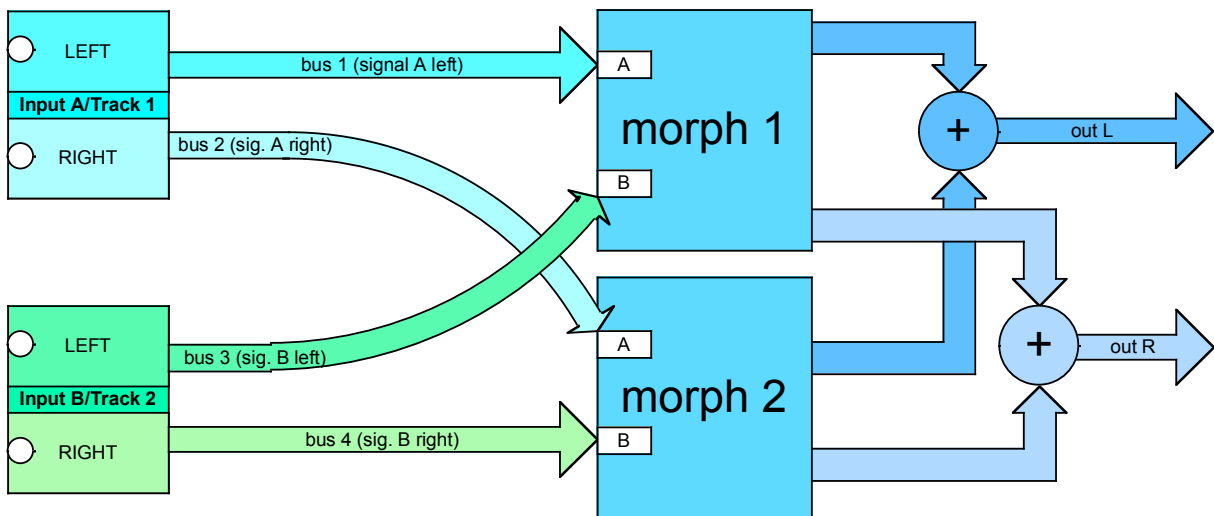 LEFT
Input A/Track 1
RIGHT
bus 1 (signal A left)
bus 2 (sig. A right)
A
morph 1
B
+
out L
LEFT
Input B/Track 2
RIGHT
bus 3 (sig. B left)
bus 4 (sig. B right)
A
morph 2
B
+
out R